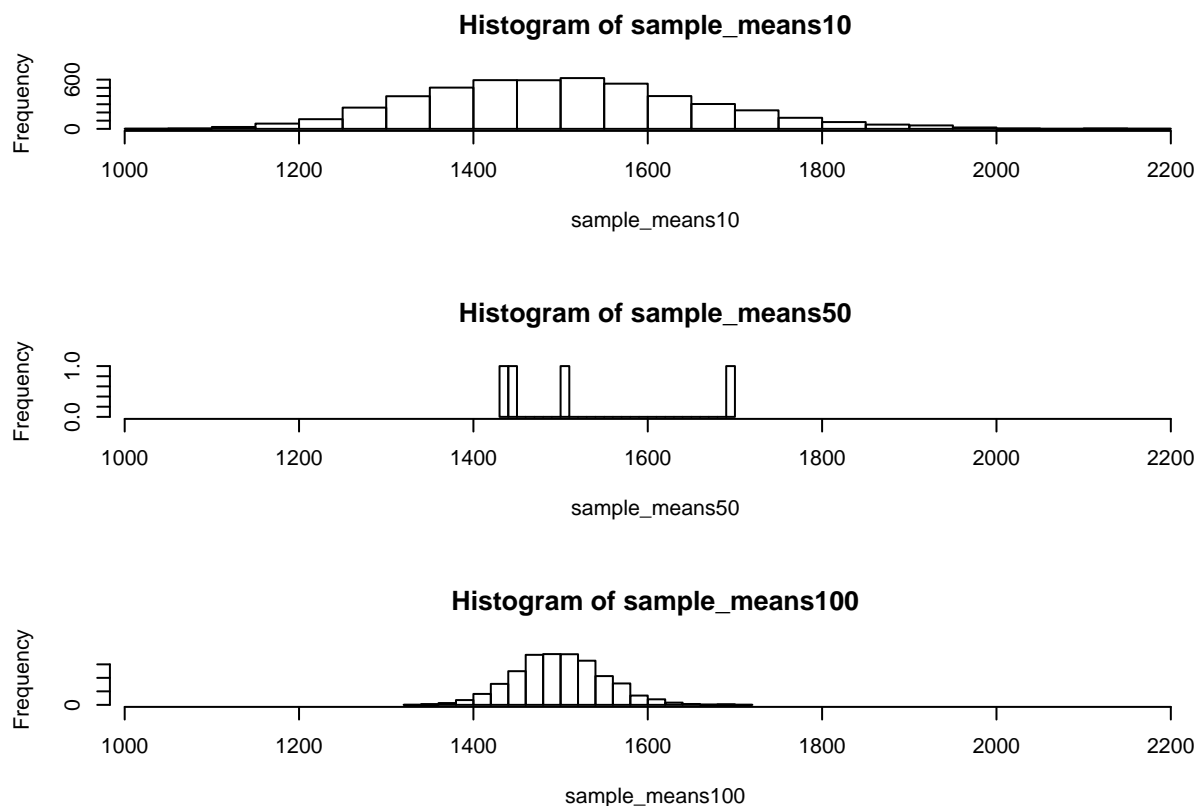 Histogram of sample_means10
Frequency
600
0
1000 1200 1400 1600 1800 2000 2200
sample_means10
Histogram of sample_means50
Frequency
1.0
0.0
1000 1200 1400 1600 1800 2000 2200
sample_means50
Histogram of sample_means100
Frequency
0
1000 1200 1400 1600 1800 2000 2200
sample_means100